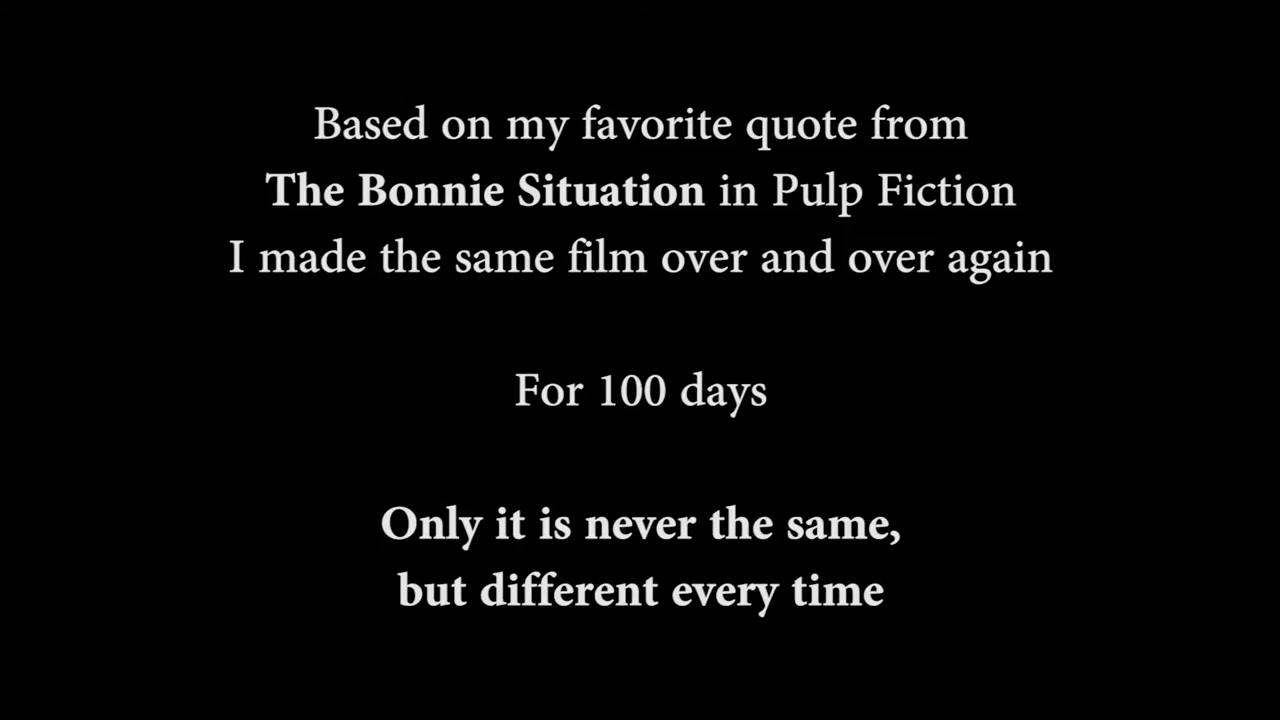 Based on my favorite quote from
The Bonnie Situation in Pulp Fiction
I made the same film over and over again
For 100 days
Only it is never the same,
but different every time